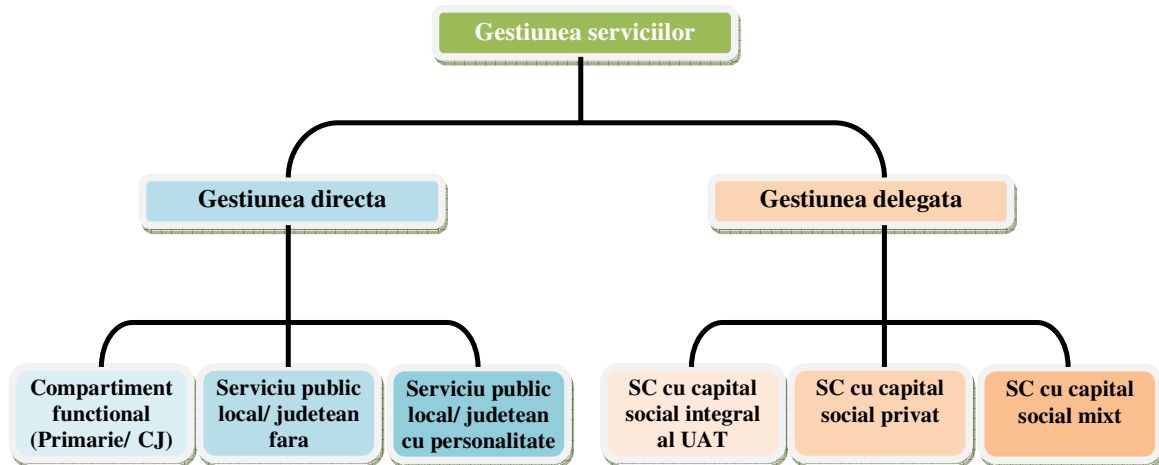 Gestiunea serviciilor
Gestiunea directa
Gestiunea delegata
Compartiment
functional
(Primarie/ CJ)
Serviciu public
local/ judetean
fara
Serviciu public
local/ judetean
cu personalitate
SC cu capital
social integral
al UAT
SC cu capital
social privat
SC cu capital
social mixt